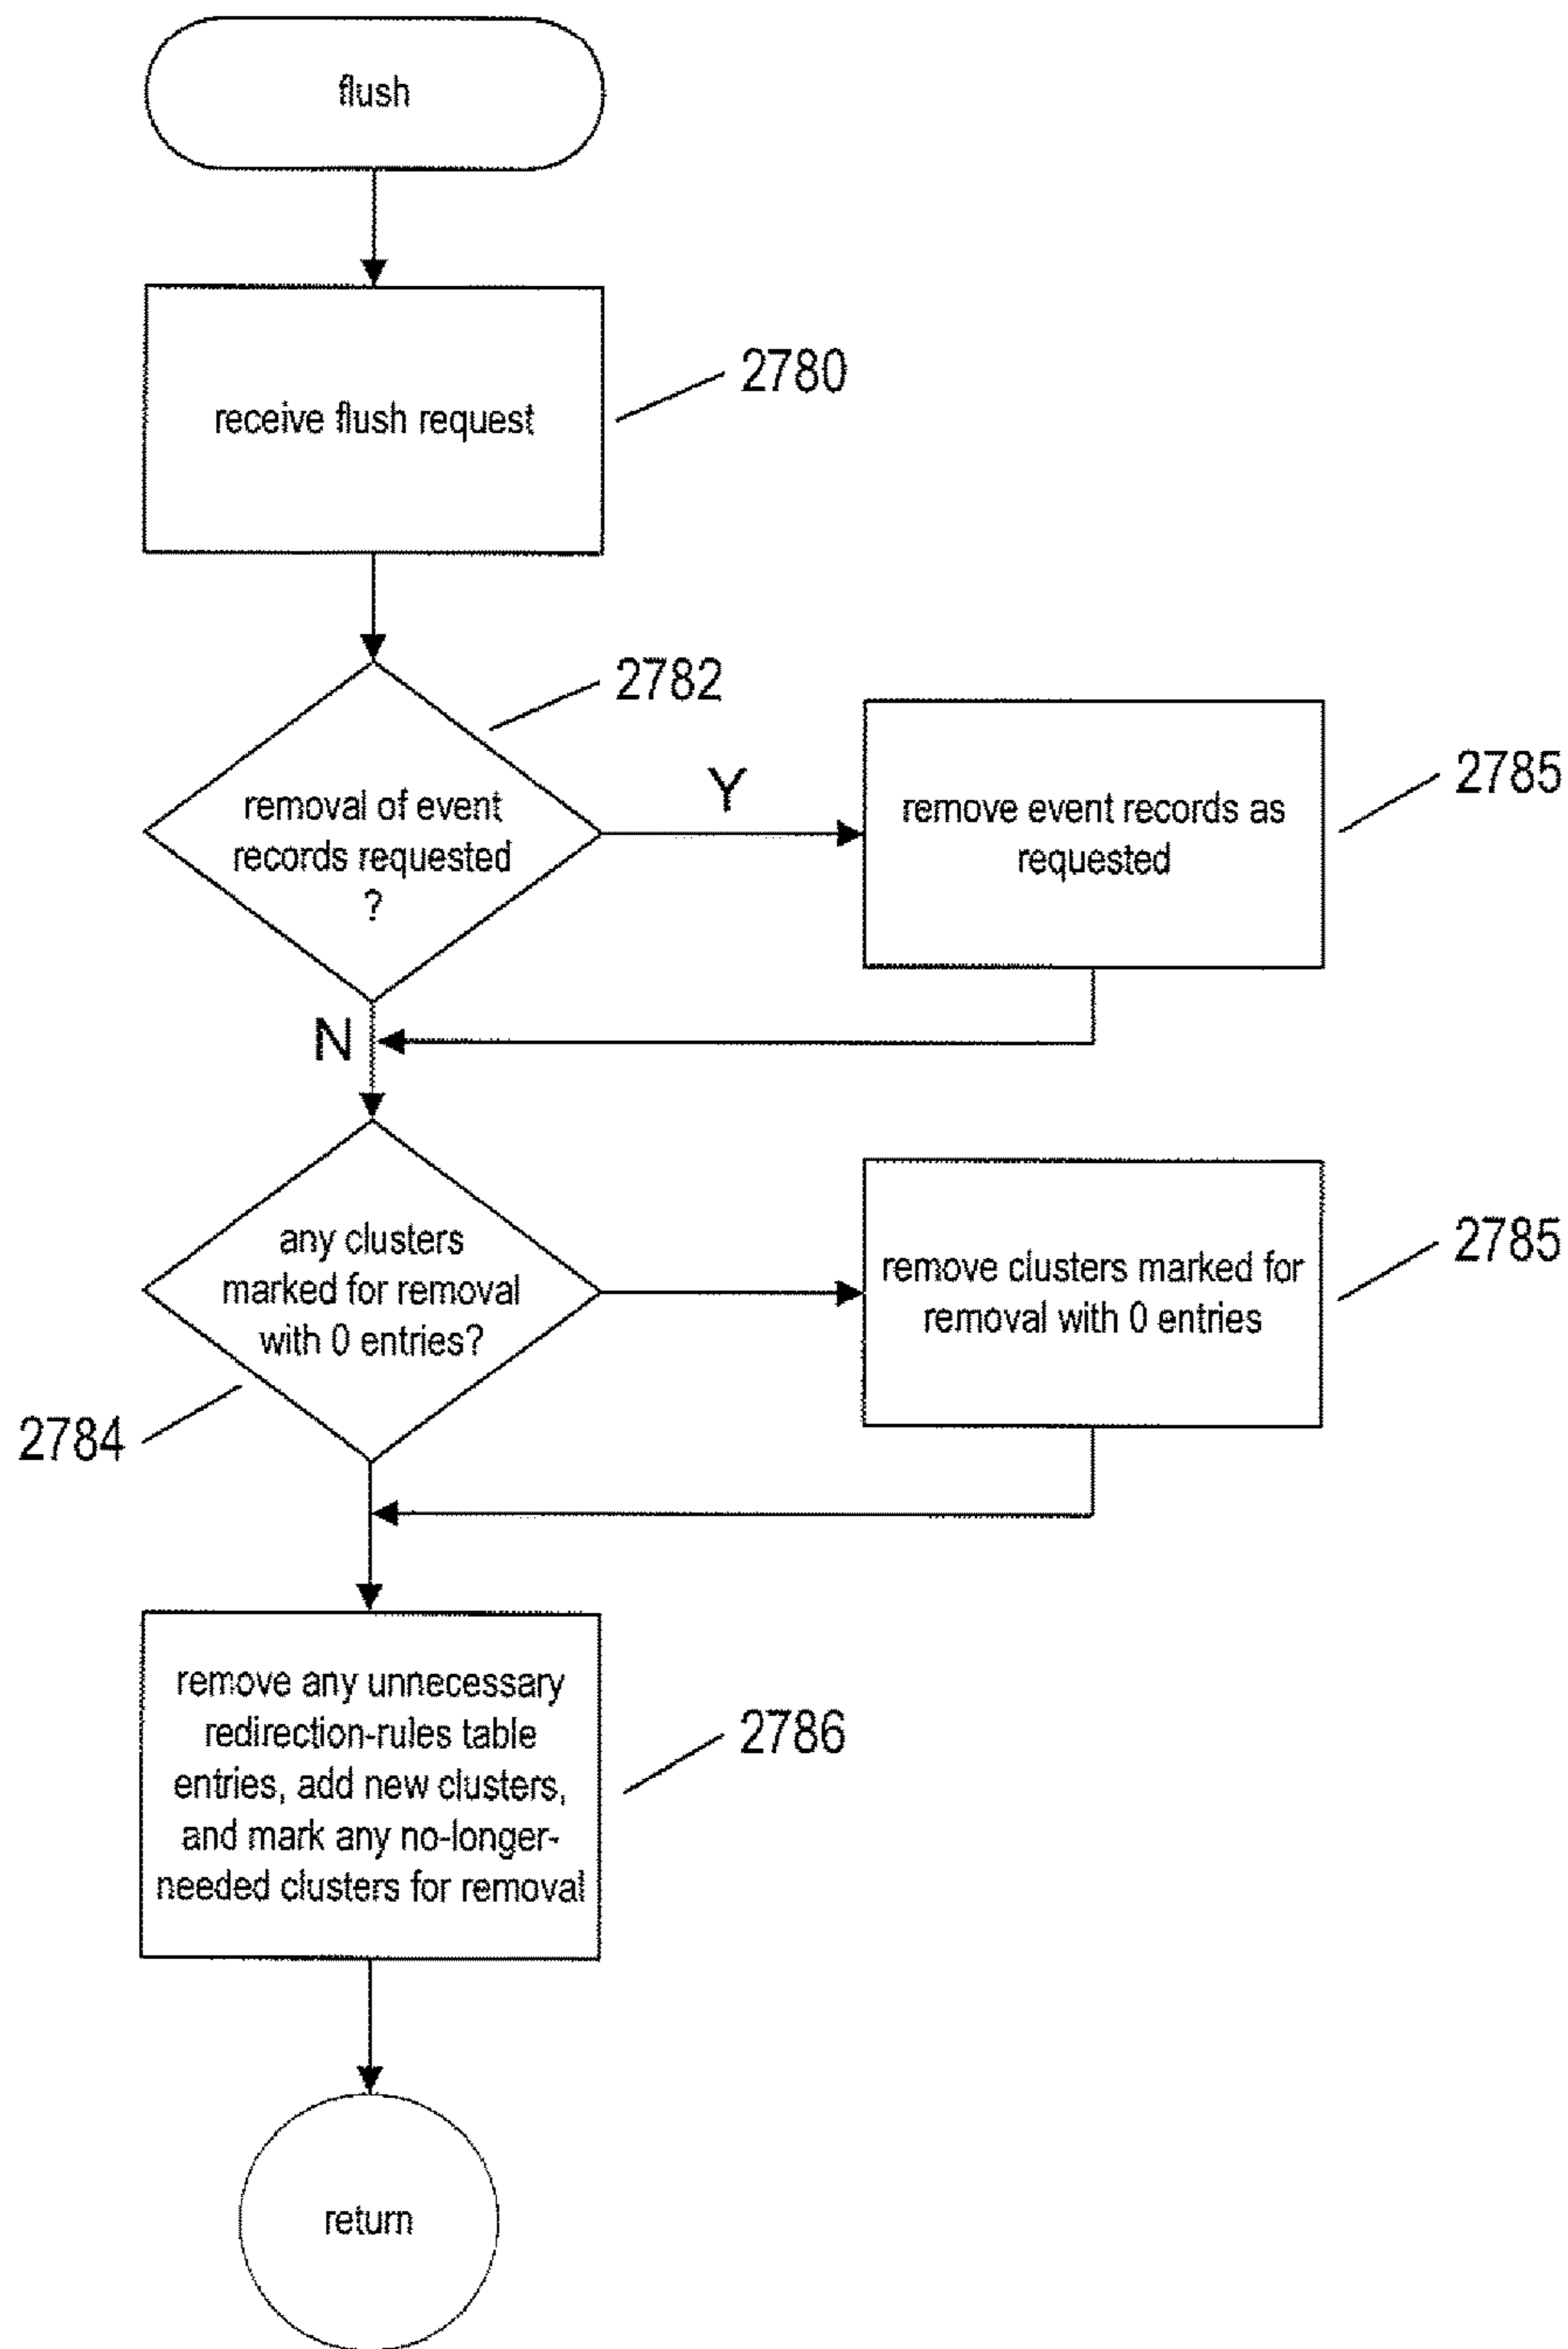 flush
receive flush request
2780
2782
removal of event
records requested
?
Y
remove event records as
requested
2785
N
any clusters
marked for removal
with 0 entries?
2784
remove clusters marked for
removal with 0 entries
2785
remove any unnecessary
redirection-rules table
entries, add new clusters,
and mark any no-longer-
needed clusters for removal
2786
return